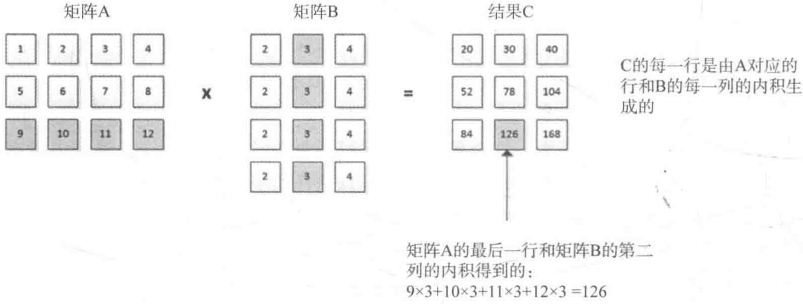 矩阵A 矩阵B 结果C
1 2 3 4 2 3 4 20 30 40
5 6 7 8 x 2 3 4 = 52 78 104
9 10 11 12 2 3 4 84 126 168
2 3 4
C的每一行是由A对应的
行和B的每一列的内积生
成的
矩阵A的最后一行和矩阵B的第二
列的内积得到的：
9×3+10×3+11×3+12×3 =126